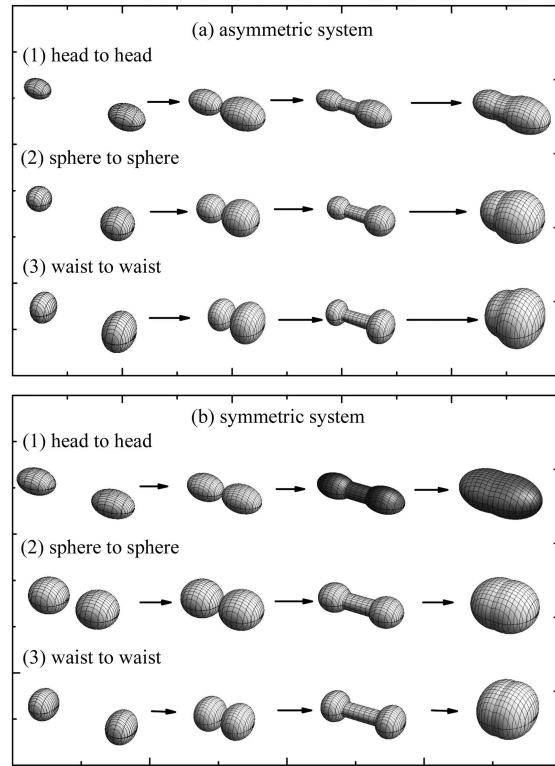 (a) asymmetric system
(1) head to head
(2) sphere to sphere
(3) waist to waist
(b) symmetric system
(1) head to head
(2) sphere to sphere
(3) waist to waist